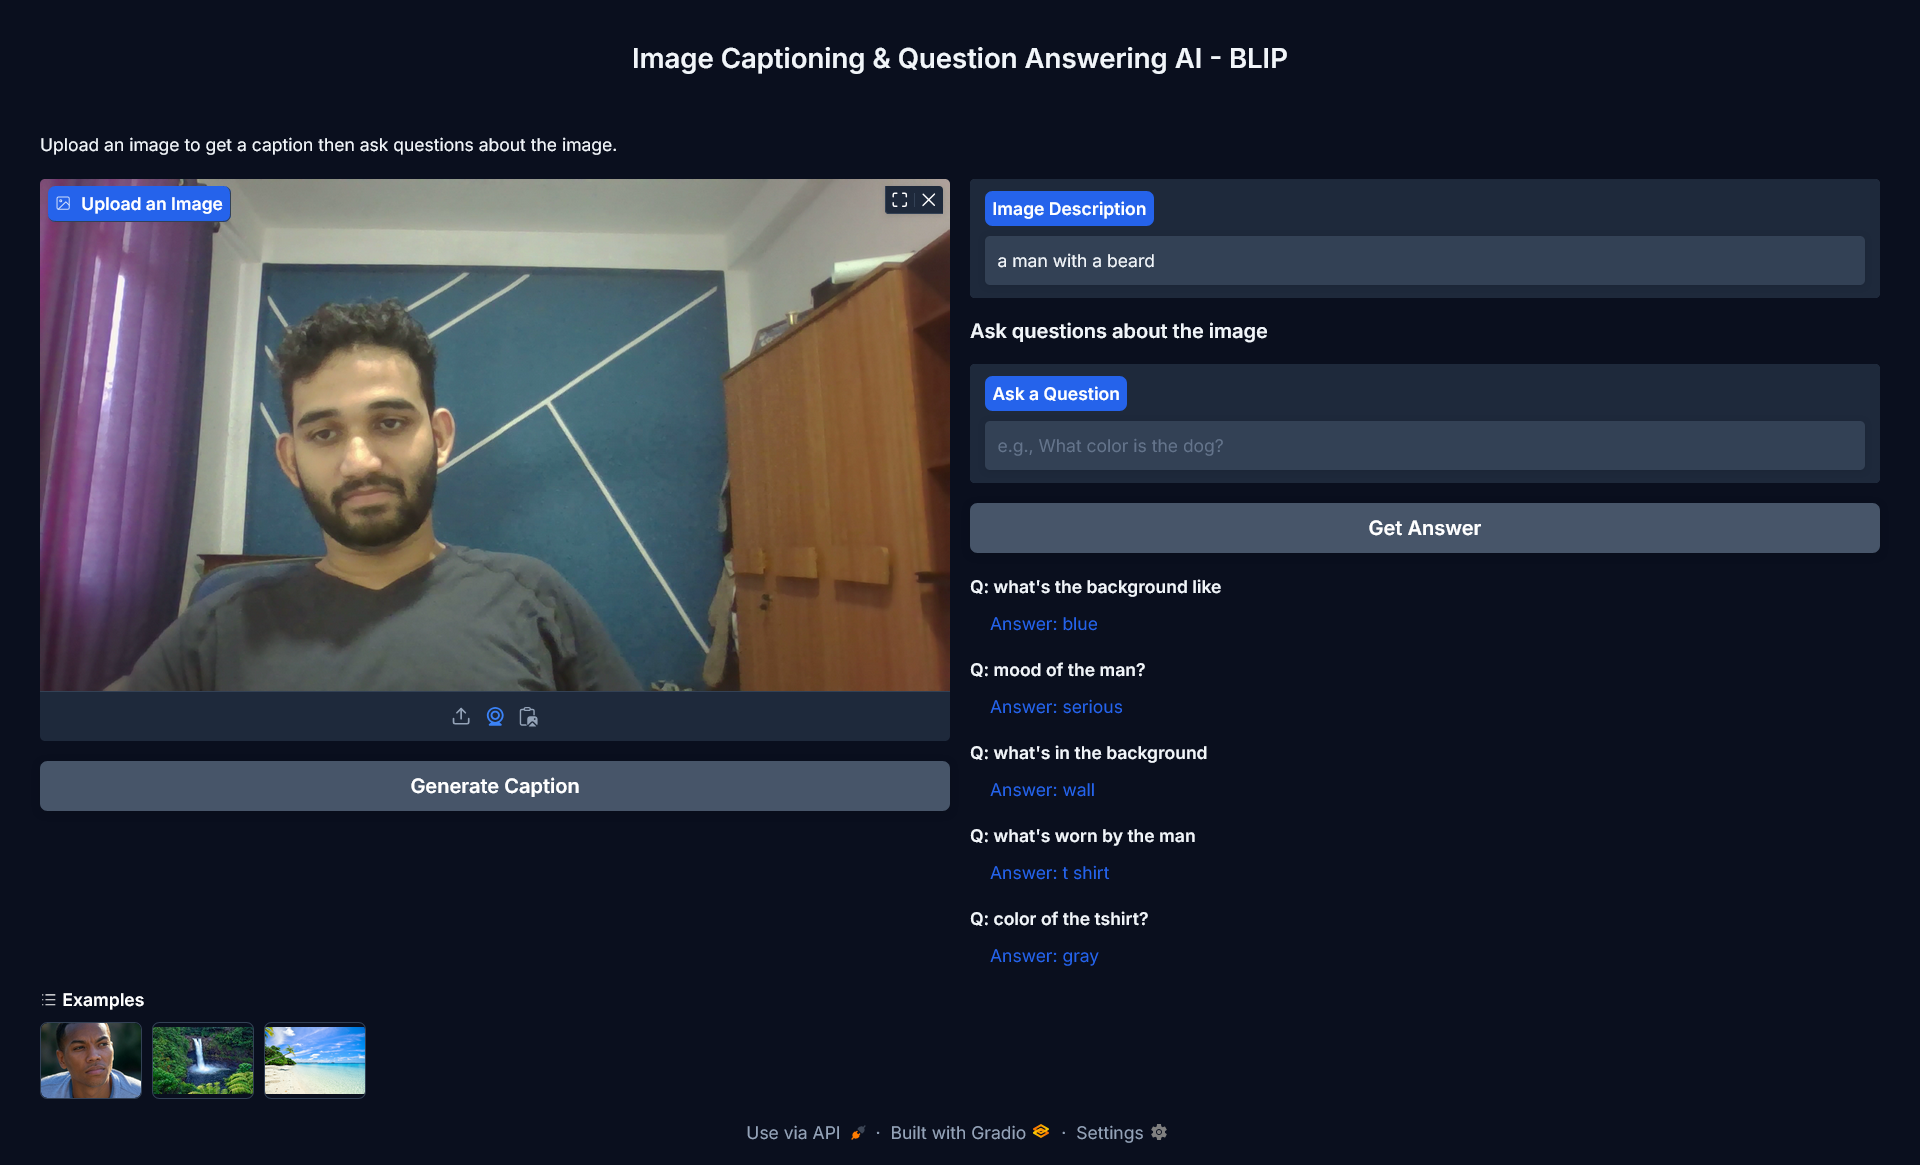 Image Captioning & Question Answering AI - BLIP
Upload an image to get a caption then ask questions about the image.
Upload an Image
Generate Caption
Image Description
a man with a beard
Ask questions about the image
Ask a Question
e.g., What color is the dog?
Get Answer
Q: what's the background like
Answer: blue
Q: mood of the man?
Answer: serious
Q: what's in the background
Answer: wall
Q: what's worn by the man
Answer: t shirt
Q: color of the tshirt?
Answer: gray
Examples
Use via API · Built with Gradio · Settings